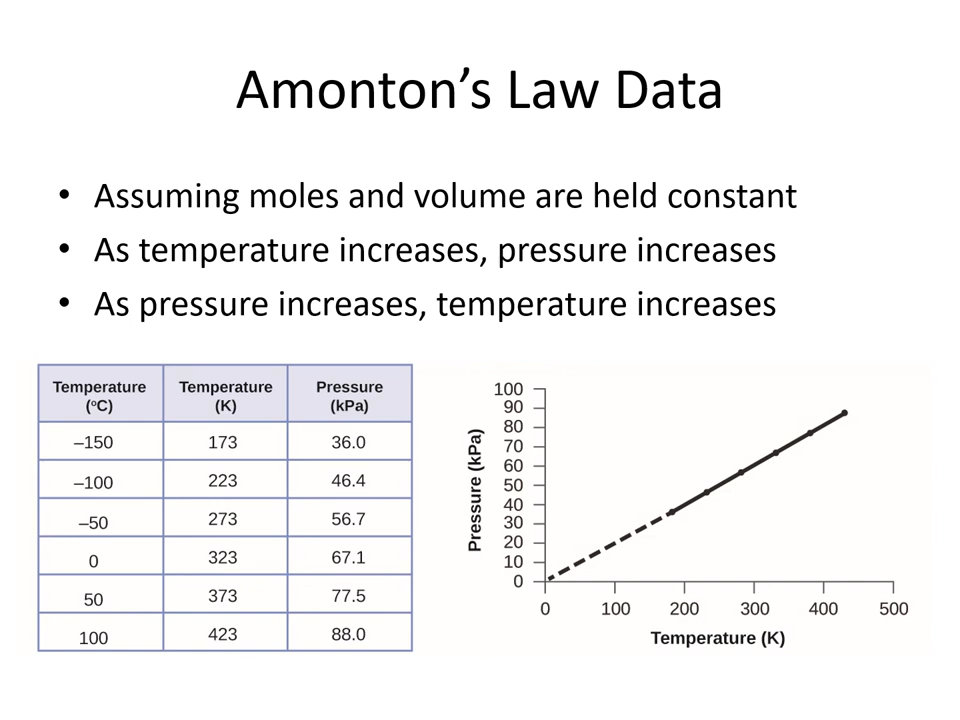 Amonton’s Law Data
• Assuming moles and volume are held constant
• As temperature increases, pressure increases
• As pressure increases, temperature increases
Temperature (°C) Temperature (K) Pressure (kPa)
–150 173 36.0
–100 223 46.4
–50 273 56.7
0 323 67.1
50 373 77.5
100 423 88.0
Pressure (kPa)
100
90
80
70
60
50
40
30
20
10
0
0 100 200 300 400 500
Temperature (K)